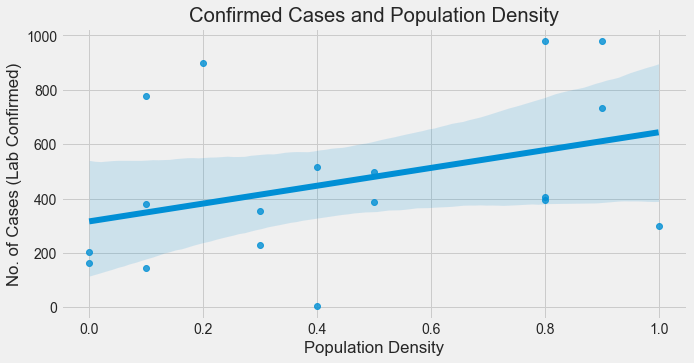 Confirmed Cases and Population Density
No. of Cases (Lab Confirmed)
1000
800
600
400
200
0
0.0 0.2 0.4 0.6 0.8 1.0
Population Density